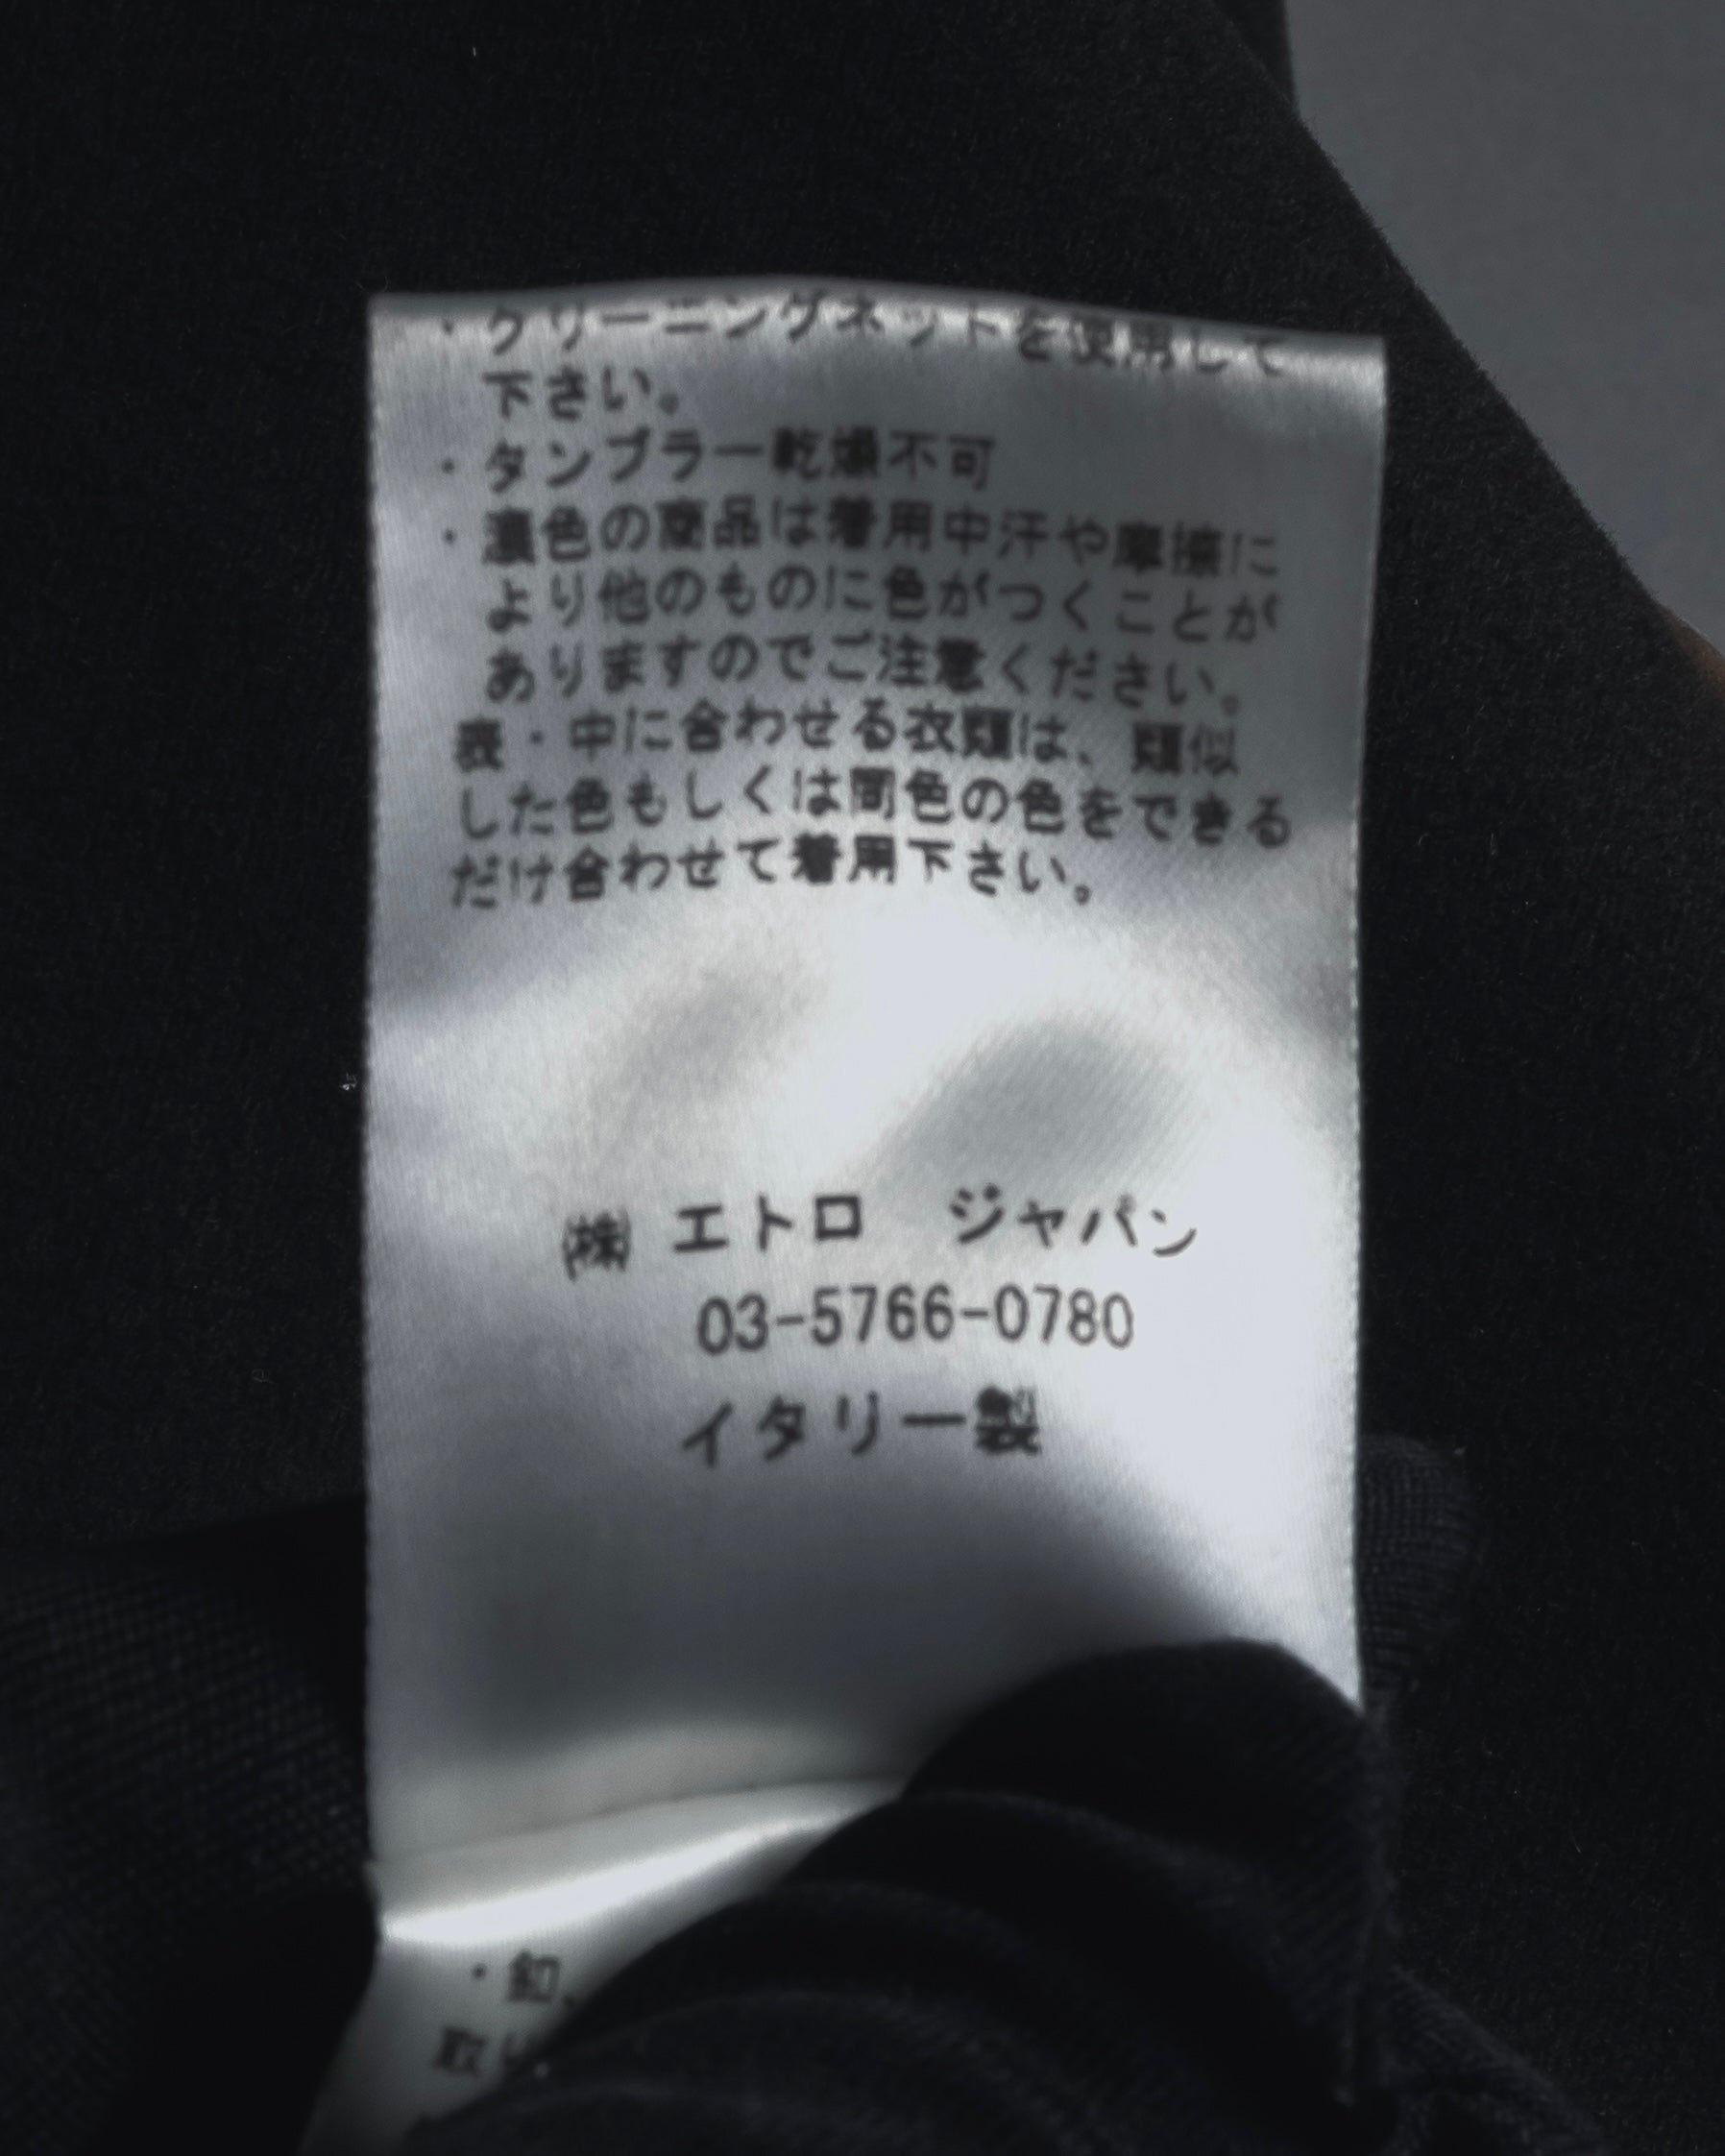 ・クリーニングネットを使用して
下さい。
・タンブラー乾燥不可
・濃色の商品は着用中汗や摩擦に
より他のものに色がつくことが
ありますのでご注意ください。
表・中に合わせる衣類は、類似
した色もしくは同色の色をできる
だけ合わせて着用下さい。
㈱ エトロ ジャパン
03-5766-0780
イタリー製
・釦、
取り